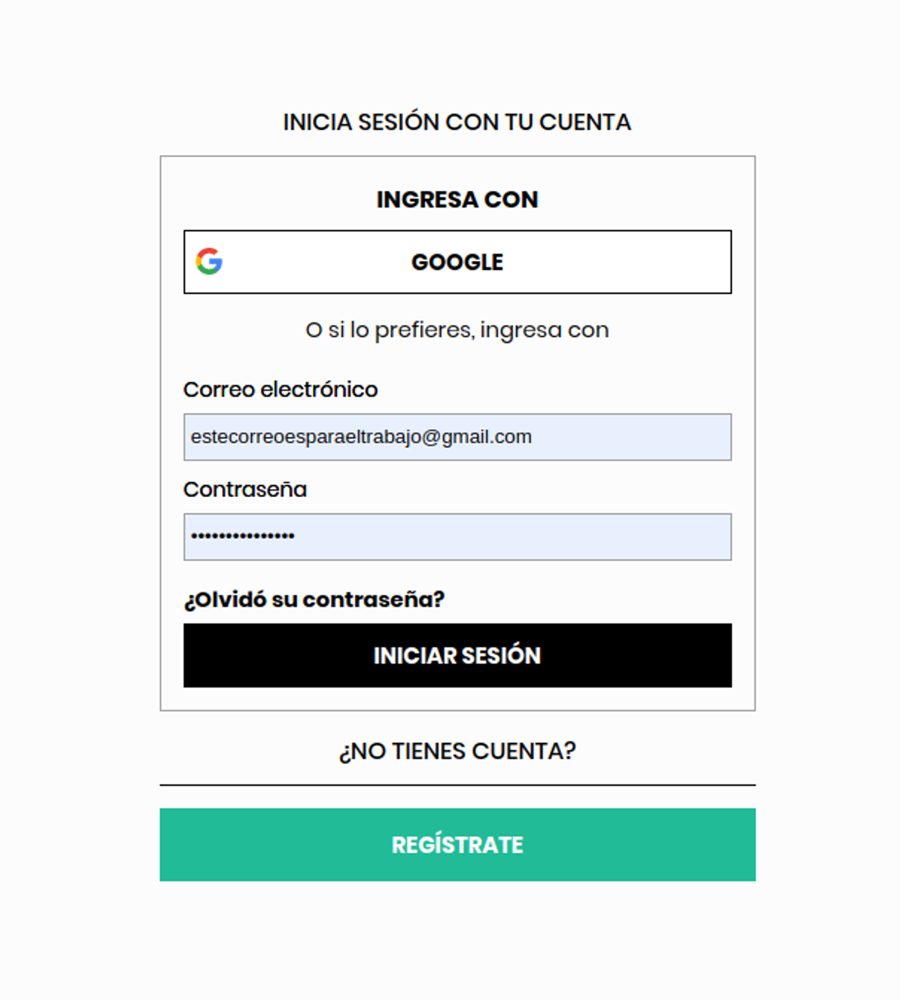 INICIA SESIÓN CON TU CUENTA
INGRESA CON
GOOGLE
O si lo prefieres, ingresa con
Correo electrónico
estecorreoesparaeltrabajo@gmail.com
Contraseña
•••••••••••••••
¿Olvidó su contraseña?
INICIAR SESIÓN
¿NO TIENES CUENTA?
REGÍSTRATE